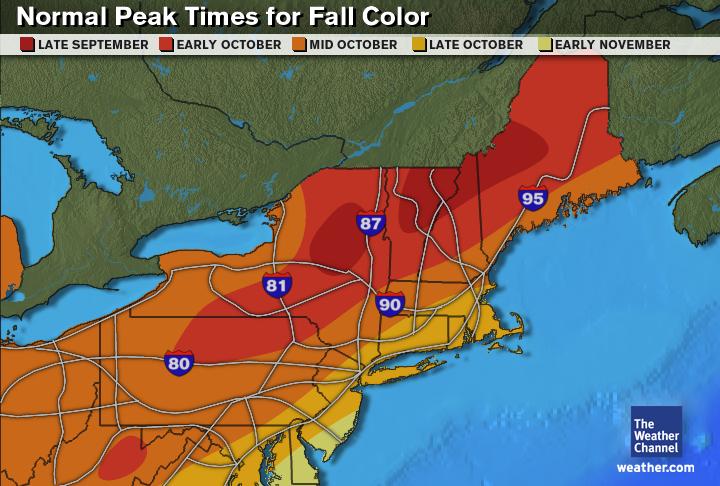 Normal Peak Times for Fall Color
LATE SEPTEMBER EARLY OCTOBER MID OCTOBER LATE OCTOBER EARLY NOVEMBER
95
87
81
90
80
The
Weather
Channel
weather.com